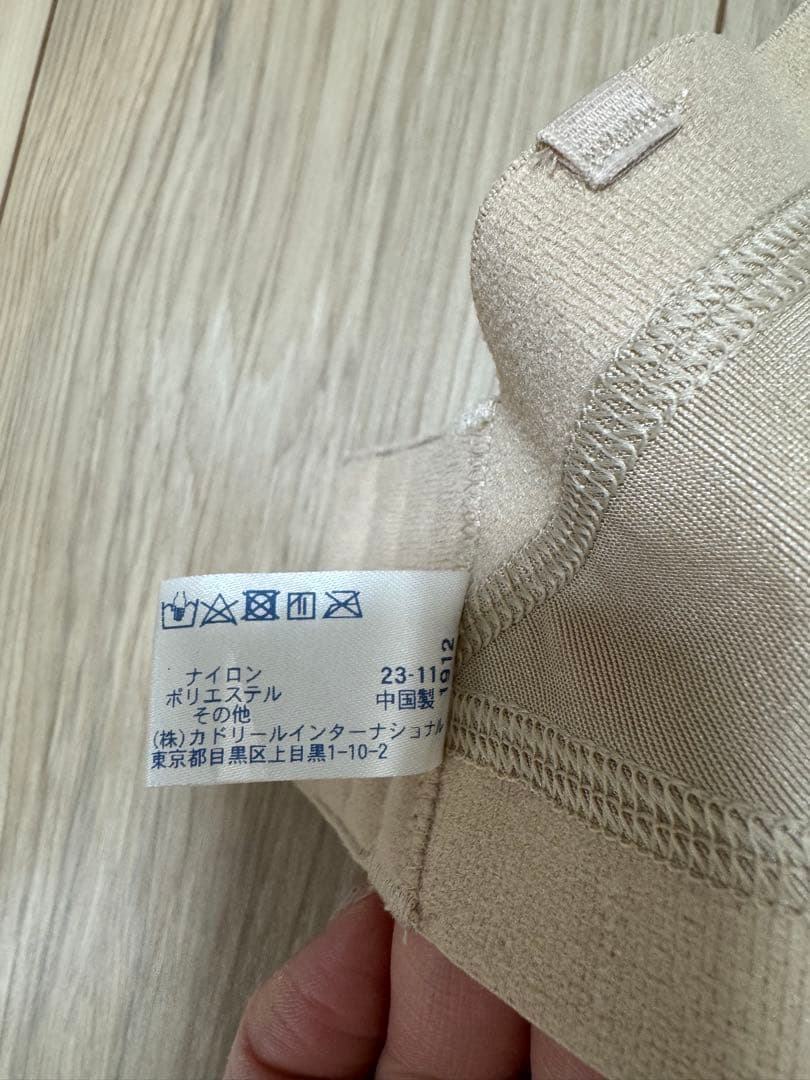 ナイロン 23-11
ポリエステル 中国製
その他
(株)カドリールインターナショナル
東京都目黒区上目黒1-10-2
1912